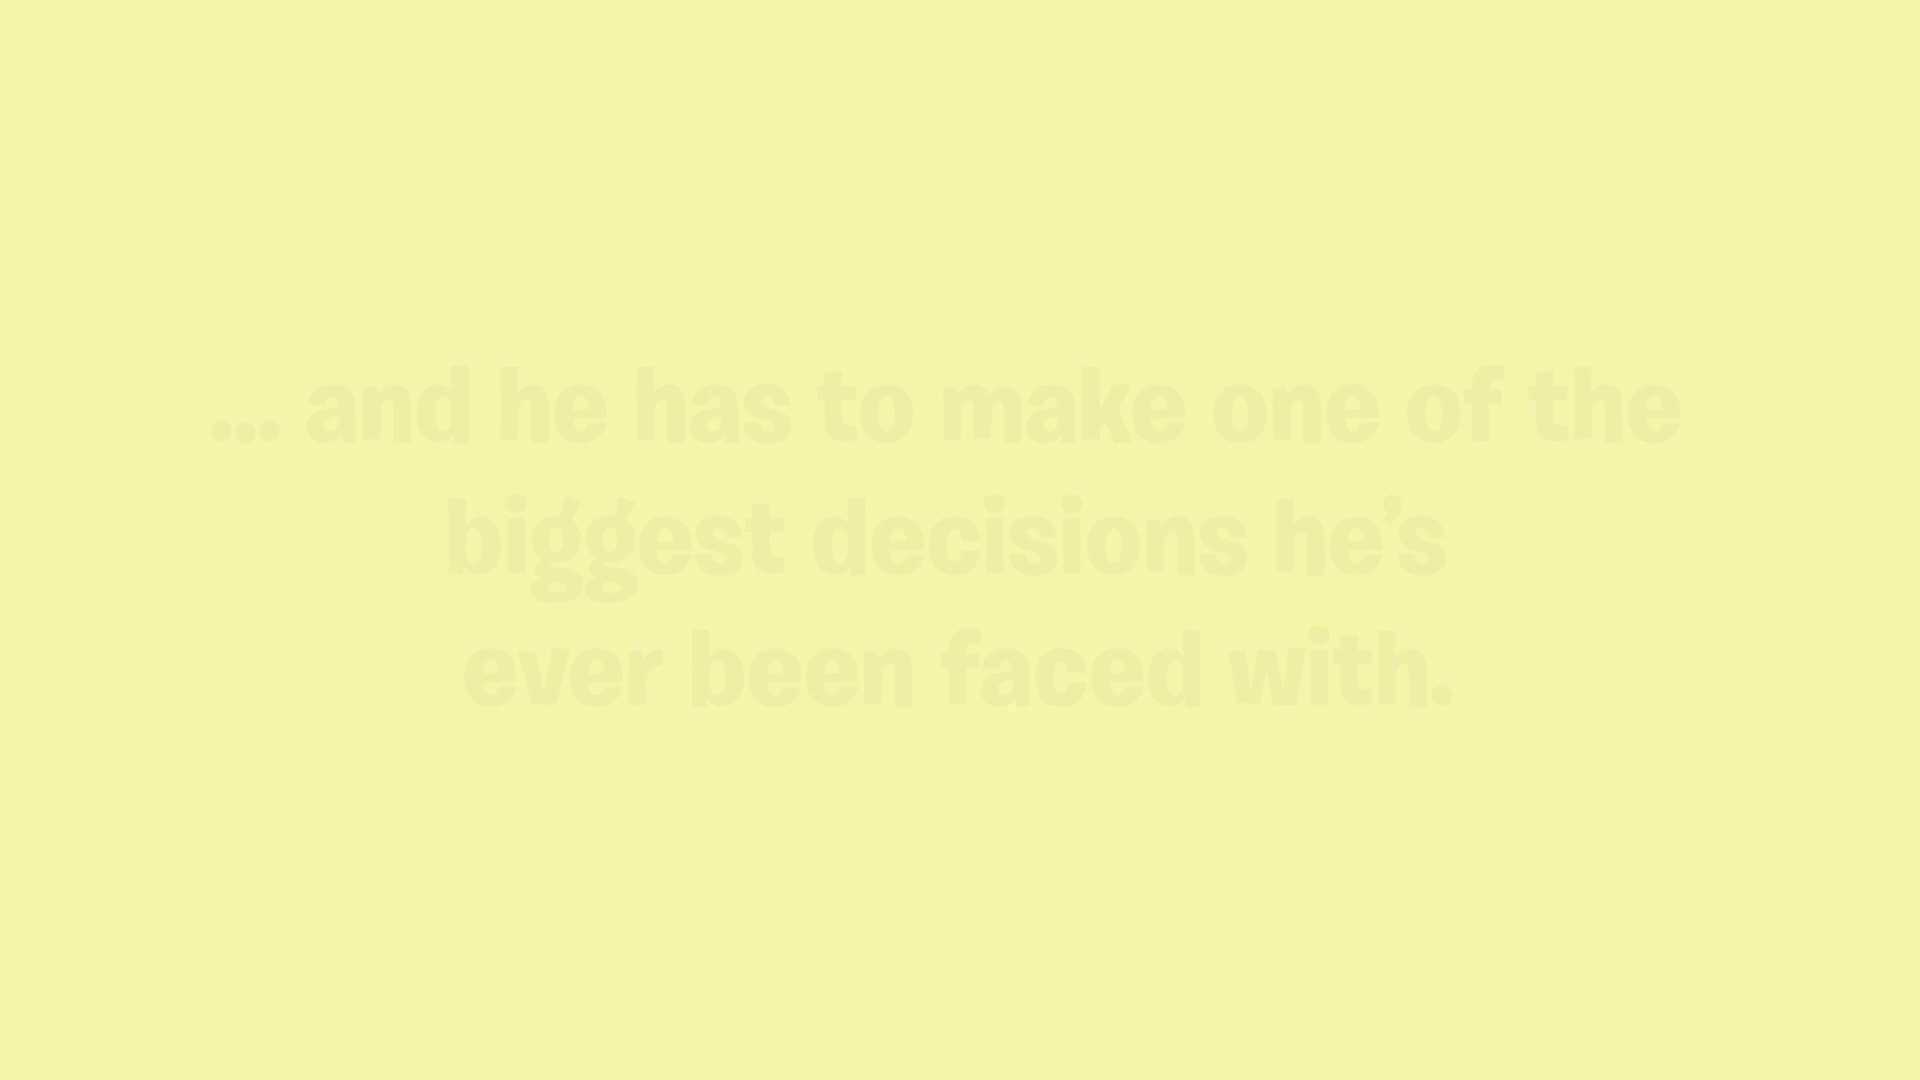 ... and he has to make one of the
biggest decisions he’s
ever been faced with.